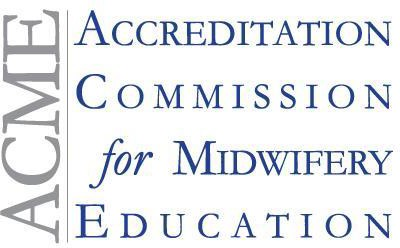 ACME
ACCREDITATION
COMMISSION
for MIDWIFERY
EDUCATION